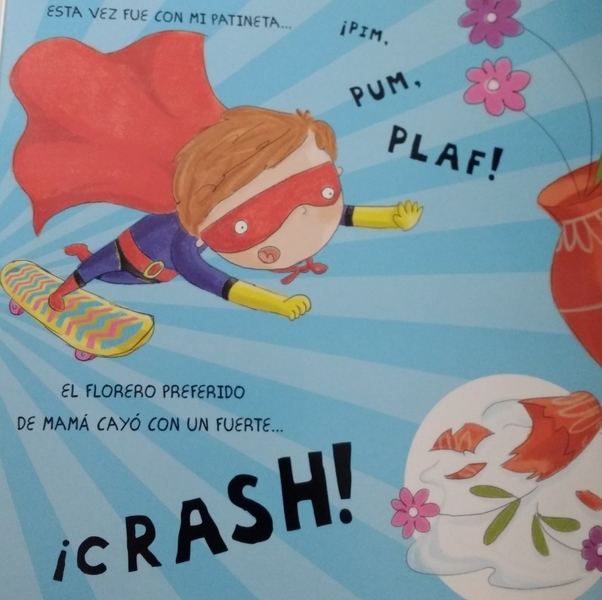 ESTA VEZ FUE CON MI PATINETA...
¡PIM,
PUM,
PLAF!
EL FLORERO PREFERIDO
DE MAMÁ CAYÓ CON UN FUERTE...
¡CRASH!